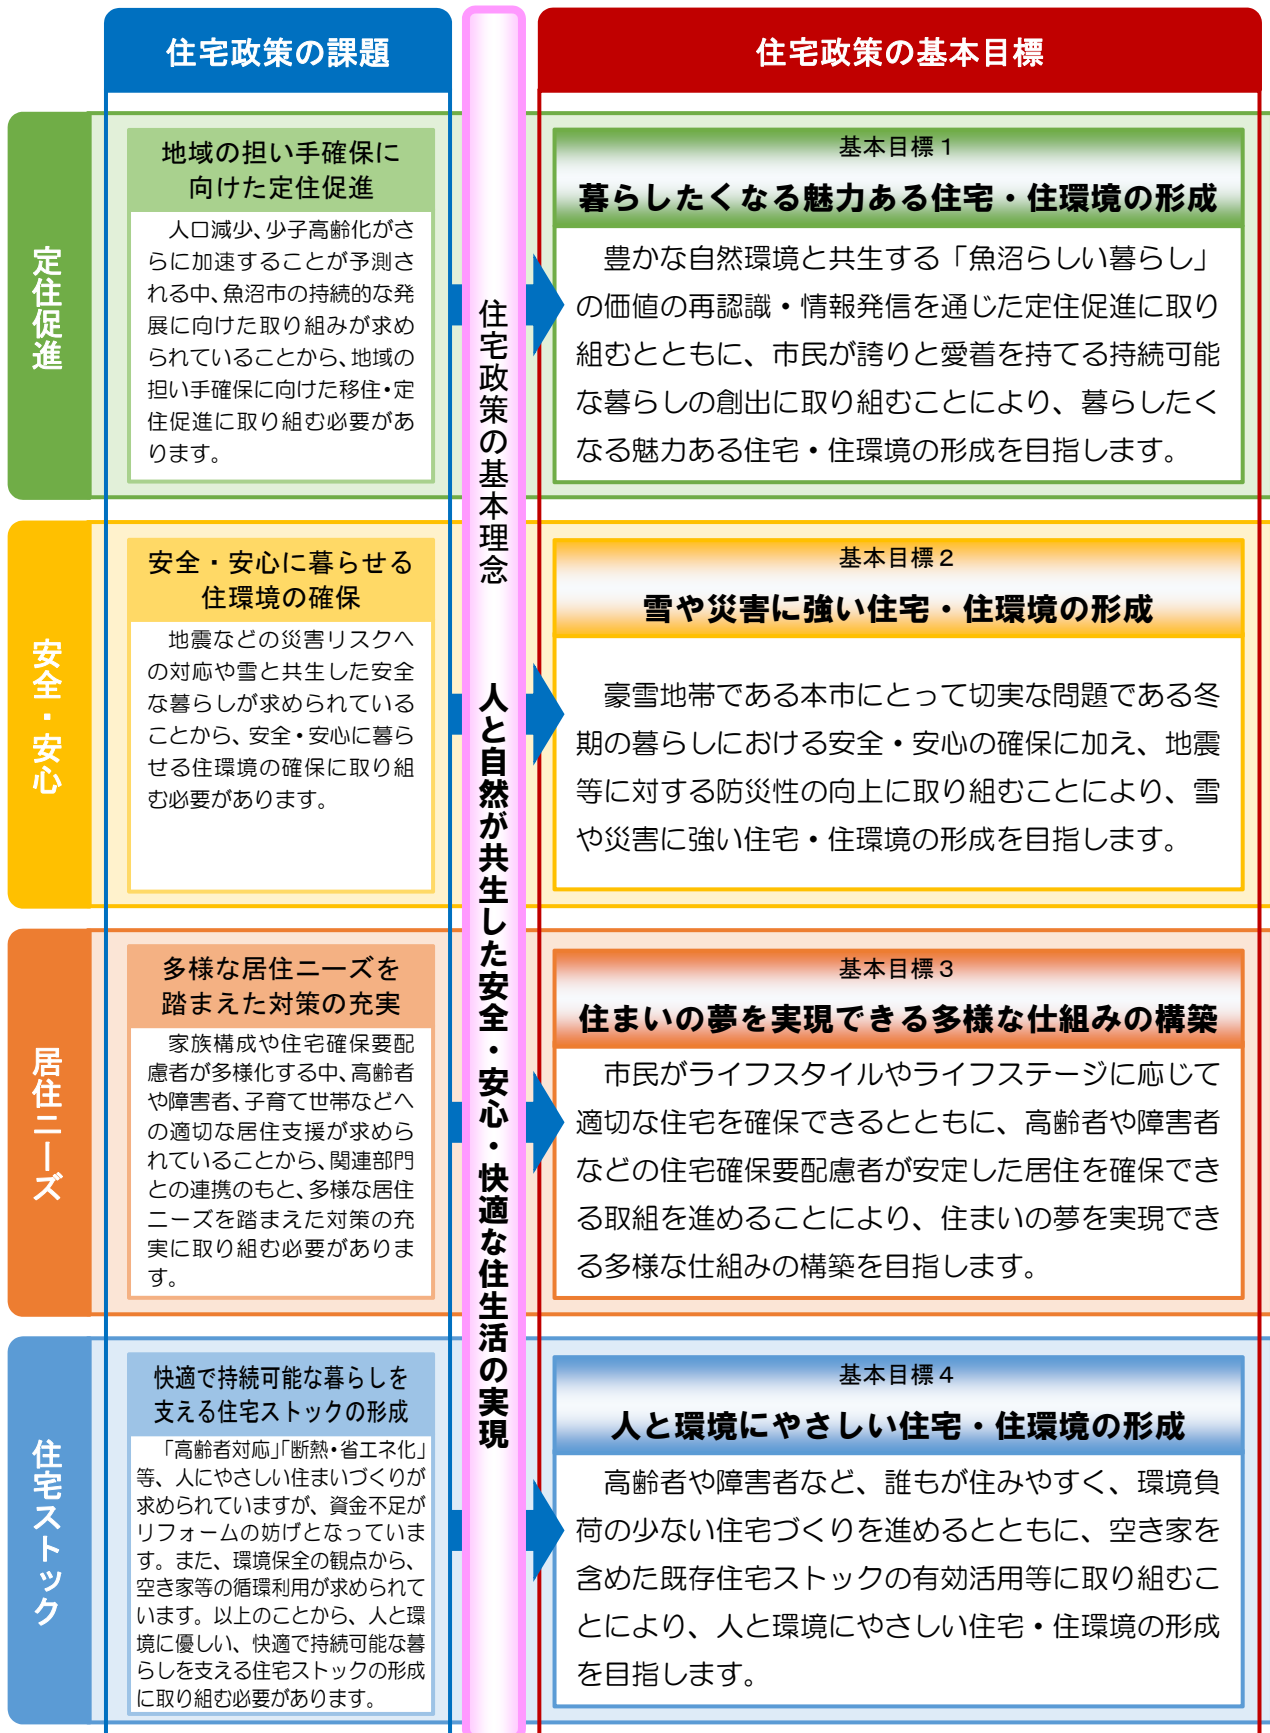 住宅政策の課題
住宅政策の基本目標
住宅政策の基本理念　人と自然が共生した安全・安心・快適な住生活の実現
定住促進
地域の担い手確保に
向けた定住促進
人口減少、少子高齢化がさ
らに加速することが予測さ
れる中、魚沼市の持続的な発
展に向けた取り組みが求め
られていることから、地域の
担い手確保に向けた移住・定
住促進に取り組む必要があ
ります。
基本目標１
暮らしたくなる魅力ある住宅・住環境の形成
豊かな自然環境と共生する「魚沼らしい暮らし」
の価値の再認識・情報発信を通じた定住促進に取り
組むとともに、市民が誇りと愛着を持てる持続可能
な暮らしの創出に取り組むことにより、暮らしたく
なる魅力ある住宅・住環境の形成を目指します。
安全・安心
安全・安心に暮らせる
住環境の確保
地震などの災害リスクへ
の対応や雪と共生した安全
な暮らしが求められている
ことから、安全・安心に暮ら
せる住環境の確保に取り組
む必要があります。
基本目標２
雪や災害に強い住宅・住環境の形成
豪雪地帯である本市にとって切実な問題である冬
期の暮らしにおける安全・安心の確保に加え、地震
等に対する防災性の向上に取り組むことにより、雪
や災害に強い住宅・住環境の形成を目指します。
居住ニーズ
多様な居住ニーズを
踏まえた対策の充実
家族構成や住宅確保要配
慮者が多様化する中、高齢者
や障害者、子育て世帯などへ
の適切な居住支援が求めら
れていることから、関連部門
との連携のもと、多様な居住
ニーズを踏まえた対策の充
実に取り組む必要がありま
す。
基本目標３
住まいの夢を実現できる多様な仕組みの構築
市民がライフスタイルやライフステージに応じて
適切な住宅を確保できるとともに、高齢者や障害者
などの住宅確保要配慮者が安定した居住を確保でき
る取組を進めることにより、住まいの夢を実現でき
る多様な仕組みの構築を目指します。
住宅ストック
快適で持続可能な暮らしを
支える住宅ストックの形成
「高齢者対応」「断熱・省エネ化」
等、人にやさしい住まいづくりが
求められていますが、資金不足が
リフォームの妨げとなっていま
す。また、環境保全の観点から、
空き家等の循環利用が求められて
います。以上のことから、人と環
境に優しい、快適で持続可能な暮
らしを支える住宅ストックの形成
に取り組む必要があります。
基本目標４
人と環境にやさしい住宅・住環境の形成
高齢者や障害者など、誰もが住みやすく、環境負
荷の少ない住宅づくりを進めるとともに、空き家を
含めた既存住宅ストックの有効活用等に取り組むこ
とにより、人と環境にやさしい住宅・住環境の形成
を目指します。